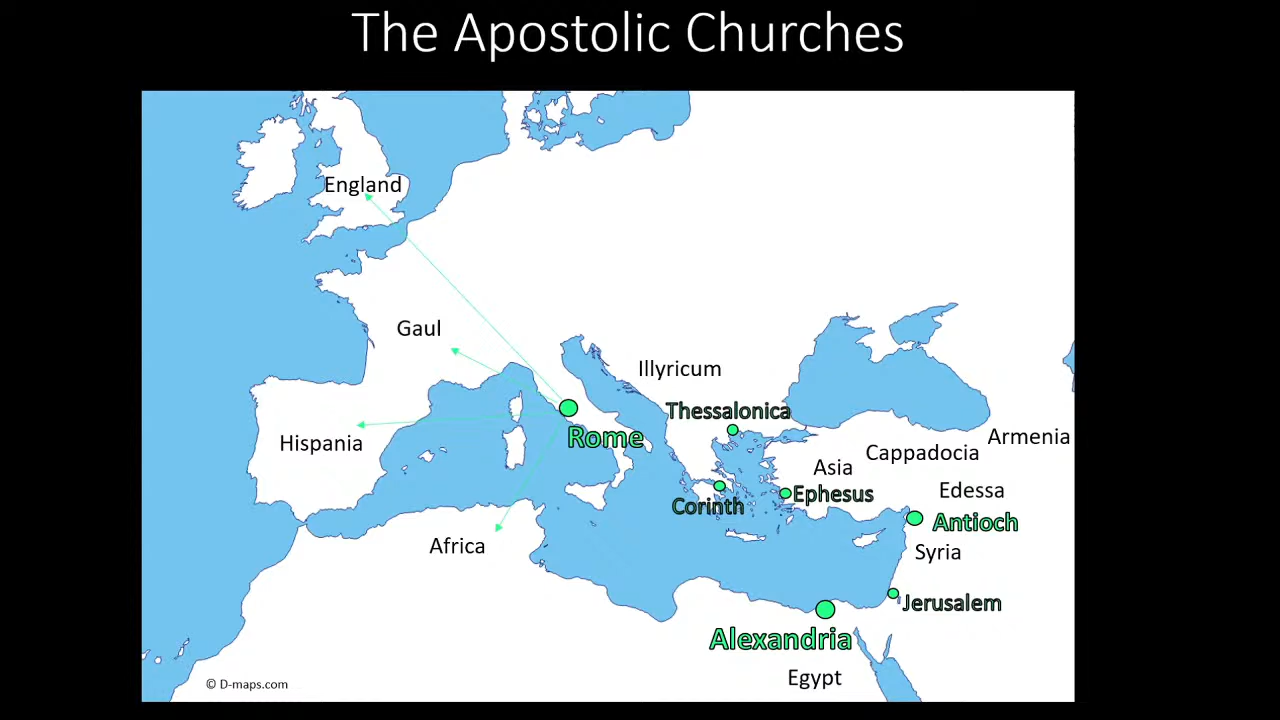 The Apostolic Churches
England
Gaul
Illyricum
Thessalonica
Rome
Hispania
Armenia
Cappadocia
Asia
Edessa
Ephesus
Corinth
Antioch
Africa
Syria
Jerusalem
Alexandria
Egypt
© D-maps.com